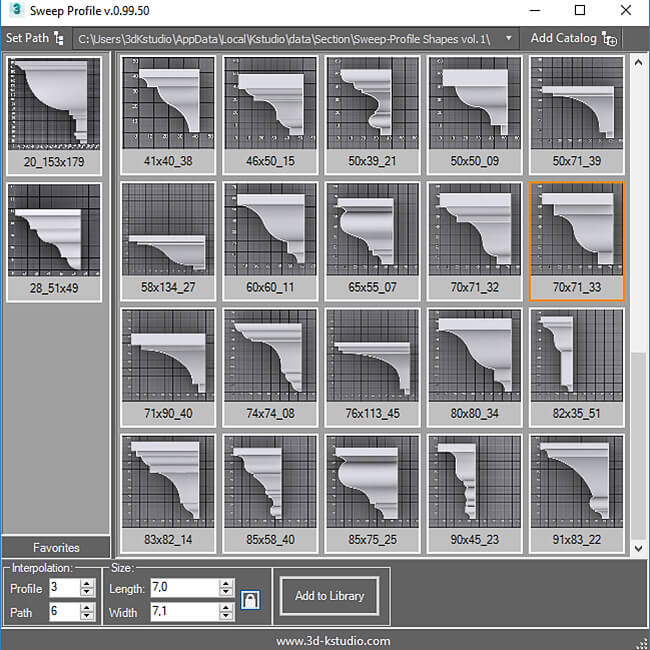 Sweep Profile v.0.99.50
Set Path C:\Users\3dKstudio\AppData\Local\Kstudio\data\Section\Sweep-Profile Shapes vol.1\ Add Catalog
20_153x179 41x40_38 46x50_15 50x39_21 50x50_09 50x71_39
28_51x49 58x134_27 60x60_11 65x55_07 70x71_32 70x71_33
71x90_40 74x74_08 76x113_45 80x80_34 82x35_51
83x82_14 85x58_40 85x75_25 90x45_23 91x83_22
Favorites
Interpolation: Size:
Profile 3 Length: 7,0
Path 6 Width 7,1
Add to Library
www.3d-kstudio.com